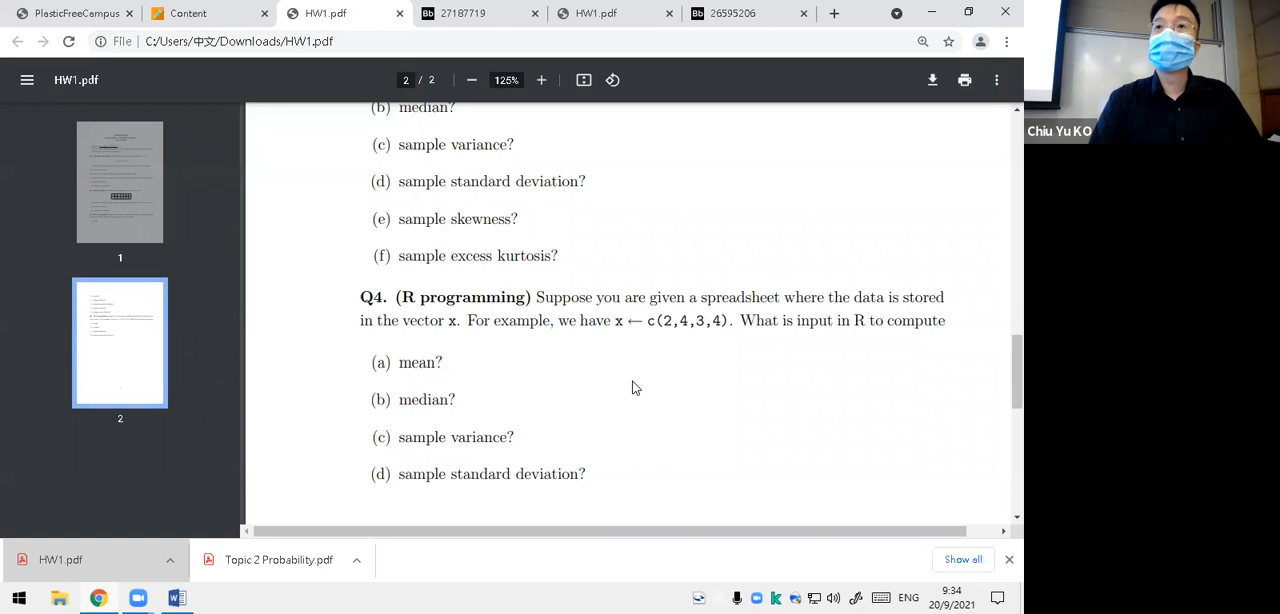 PlasticFreeCampus
Content
HW1.pdf
Bb 27187719
HW1.pdf
Bb 26595206
File C:/Users/中文/Downloads/HW1.pdf
HW1.pdf
2 / 2
125%
(b) median?
(c) sample variance?
(d) sample standard deviation?
(e) sample skewness?
(f) sample excess kurtosis?
Q4. (R programming) Suppose you are given a spreadsheet where the data is stored
in the vector x. For example, we have x ← c(2,4,3,4). What is input in R to compute
(a) mean?
(b) median?
(c) sample variance?
(d) sample standard deviation?
1
2
Chiu Yu KO
HW1.pdf
Topic 2 Probability.pdf
Show all
ENG
9:34
20/9/2021